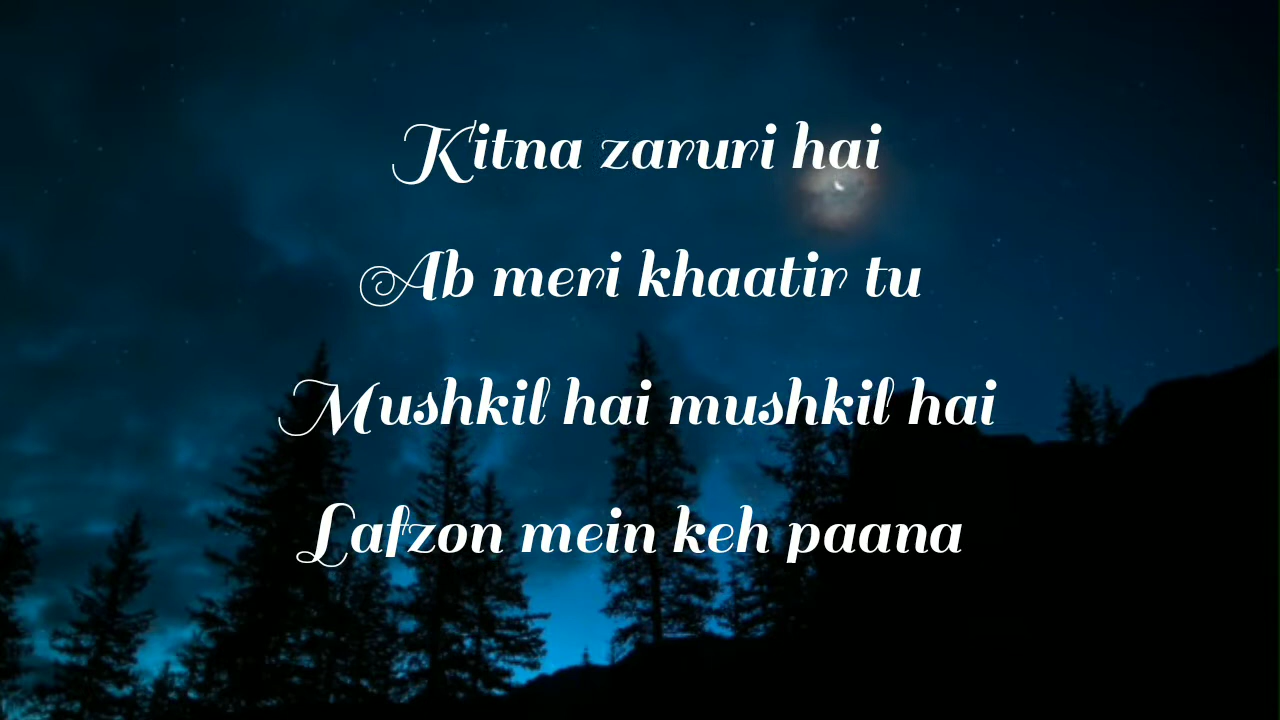 Kitna zaruri hai
Ab meri khaatir tu
Mushkil hai mushkil hai
Lafzon mein keh paana